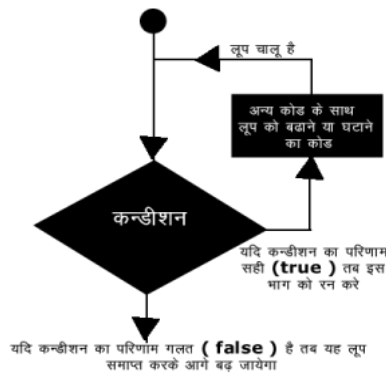 लूप चालू है
अन्य कोड के साथ
लूप को बढाने या घटाने
का कोड
कन्डीशन
यदि कन्डीशन का परिणाम
सही (true ) तब इस
भाग को रन करे
यदि कन्डीशन का परिणाम गलत ( false ) है तब यह लूप
समाप्त करके आगे बढ़ जायेगा